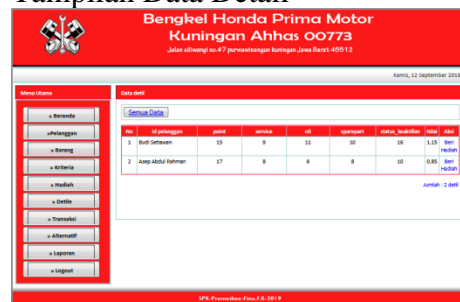 Tampilan Data Detail
Bengkel Honda Prima Motor
Kuningan Ahhas 00773
Jalan siliwangi no.47 purwawinangun kuningan ,Jawa Barat 45512
Kamis, 12 September 2019
Menu Utama
Data detil
» Beranda
»Pelanggan
» Barang
» Kriteria
» Hadiah
» Detile
» Transaksi
» Alternatif
» Laporan
» Logout
Semua Data
No id pelanggan point service oli sparepart status_keaktifan Nilai Aksi
1 Budi Setiawan 15 9 11 10 16 1.15 Beri Hadiah
2 Asep Abdul Rahman 17 8 6 8 10 0.85 Beri Hadiah
Jumlah : 2 detil
SPK-Promethee-Fina.F.R-2019